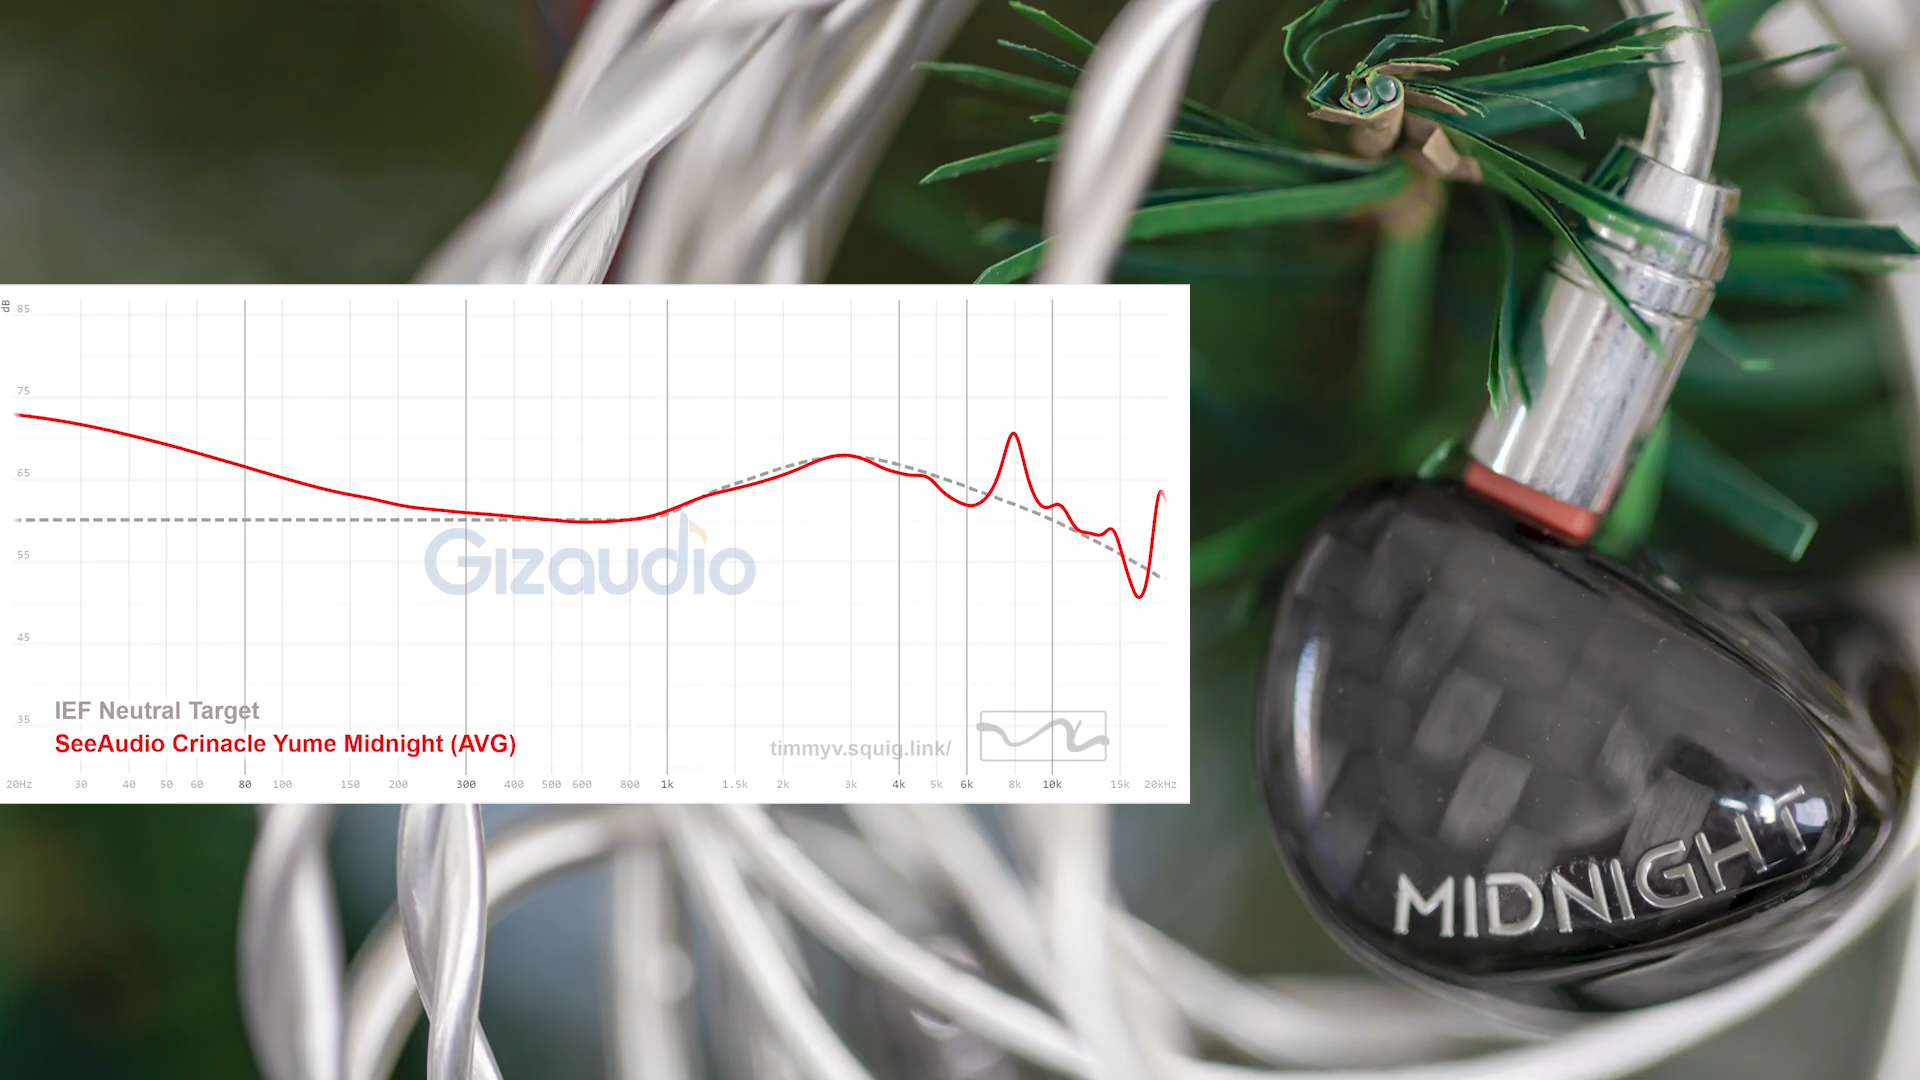 dB
85
75
65
55
45
35
Gizaudio
IEF Neutral Target
SeeAudio Crinacle Yume Midnight (AVG)
timmyv.squig.link/
20Hz 30 40 50 60 80 100 150 200 300 400 500 600 800 1k 1.5k 2k 3k 4k 5k 6k 8k 10k 15k 20kHz
MIDNIGHT